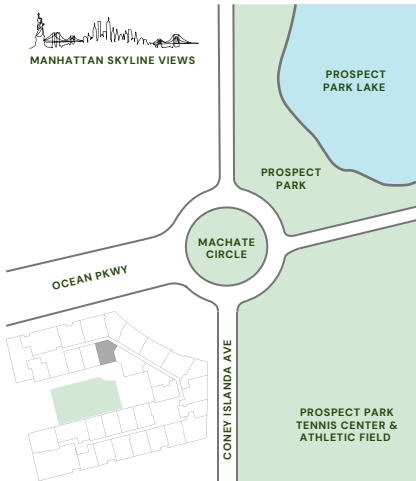 MANHATTAN SKYLINE VIEWS
PROSPECT
PARK LAKE
PROSPECT
PARK
MACHATE
CIRCLE
OCEAN PKWY
CONEY ISLANDA AVE
PROSPECT PARK
TENNIS CENTER &
ATHLETIC FIELD